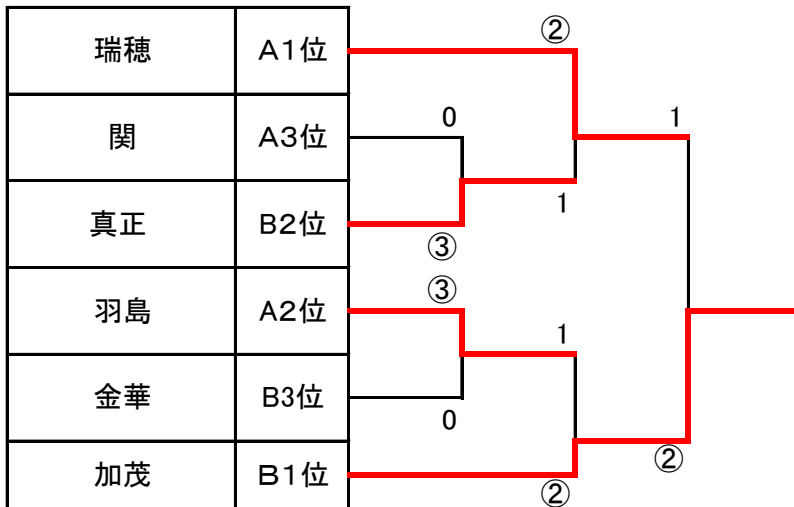 瑞穂 A1位 ②
関 A3位 0 1
真正 B2位 ③ 1
羽島 A2位 ③ 1
金華 B3位 0
加茂 B1位 ② ②